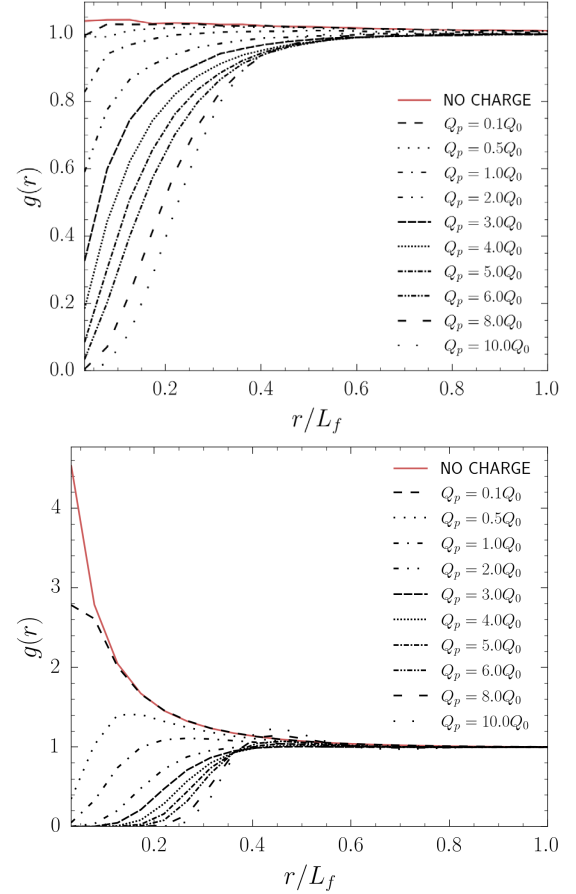 1.0
0.8
0.6
0.4
0.2
0.0
g(r)
NO CHARGE
Q_p = 0.1Q_0
Q_p = 0.5Q_0
Q_p = 1.0Q_0
Q_p = 2.0Q_0
Q_p = 3.0Q_0
Q_p = 4.0Q_0
Q_p = 5.0Q_0
Q_p = 6.0Q_0
Q_p = 8.0Q_0
Q_p = 10.0Q_0
0.2 0.4 0.6 0.8 1.0
r/L_f
4
3
2
1
0
g(r)
NO CHARGE
Q_p = 0.1Q_0
Q_p = 0.5Q_0
Q_p = 1.0Q_0
Q_p = 2.0Q_0
Q_p = 3.0Q_0
Q_p = 4.0Q_0
Q_p = 5.0Q_0
Q_p = 6.0Q_0
Q_p = 8.0Q_0
Q_p = 10.0Q_0
0.2 0.4 0.6 0.8 1.0
r/L_f